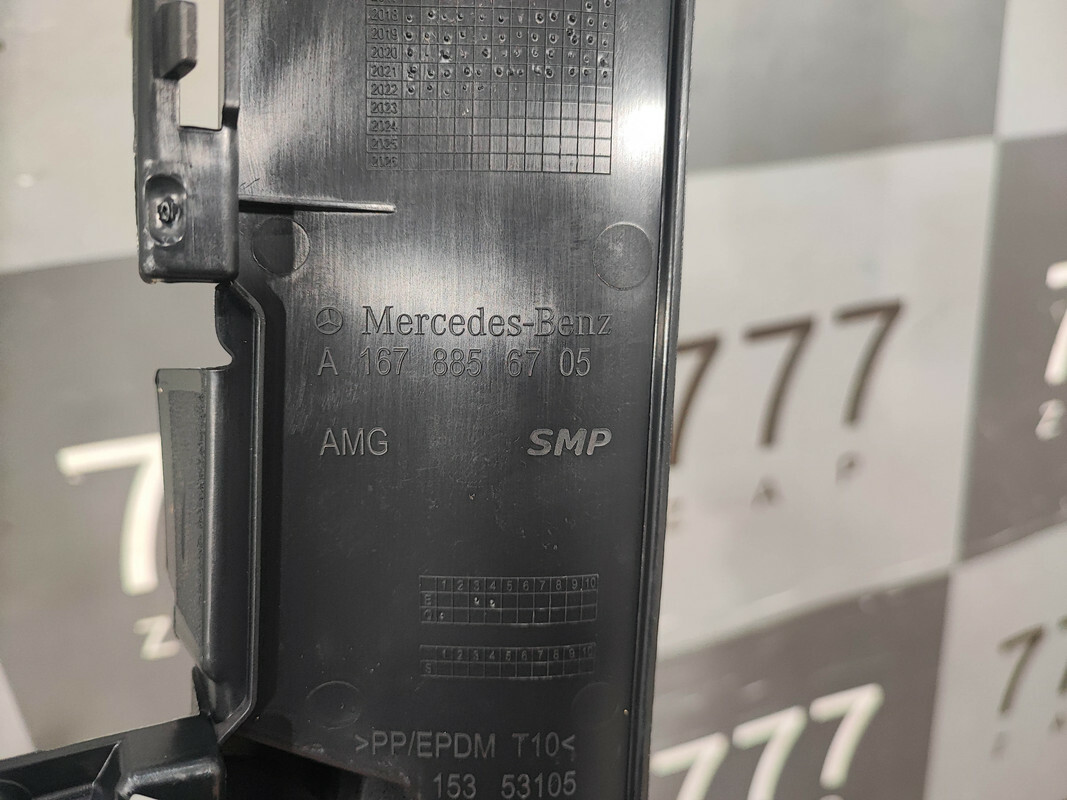 2018
2019
2020
2021
2022
2023
2024
2025
2026
Mercedes-Benz
A 167 885 67 05
AMG SMP
1 2 3 4 5 6 7 8 9 10
1 2 3 4 5 6 7 8 9 10
>PP/EPDM T10<
153 53105
777
A P
7
Z
777